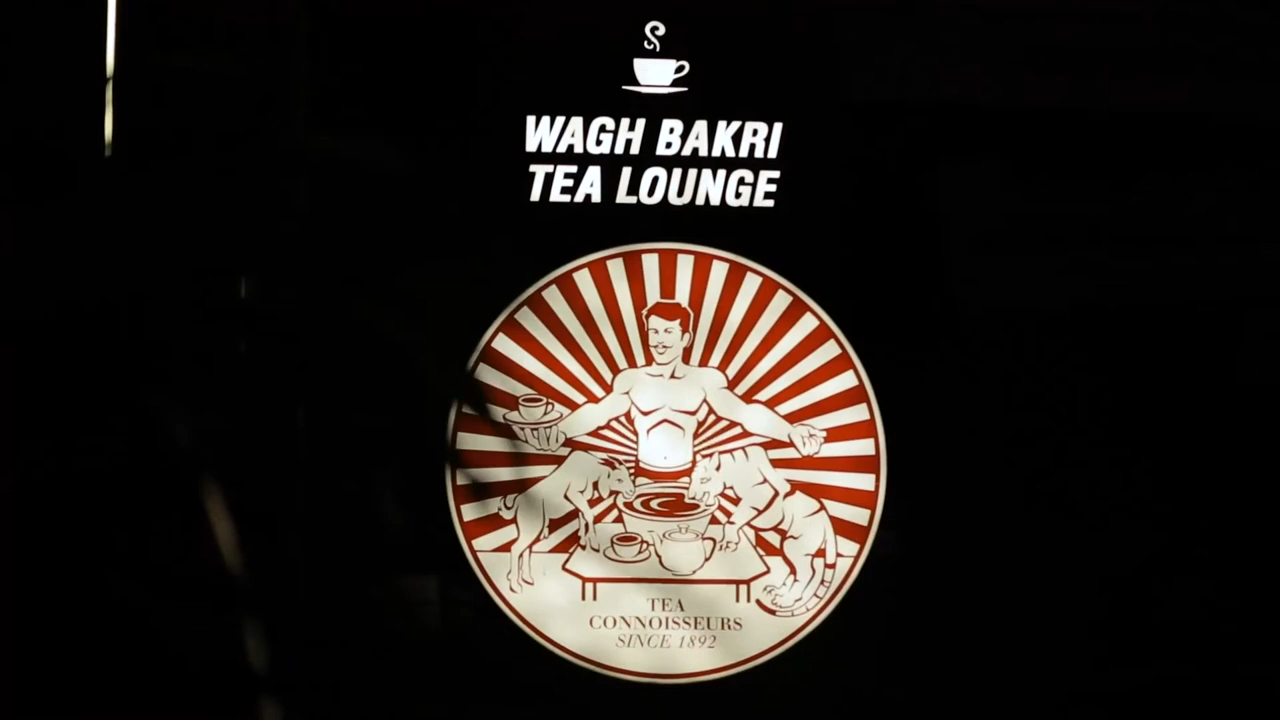 WAGH BAKRI
TEA LOUNGE
TEA
CONNOISSEURS
SINCE 1892